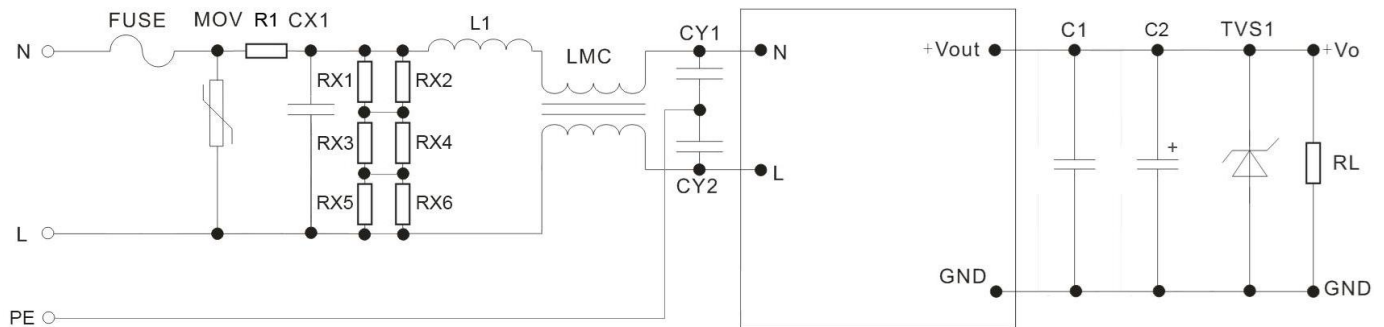 FUSE MOV R1 CX1 L1 LMC CY1 C1 C2 TVS1
N N +Vout +Vo
RX1 RX2
RX3 RX4 + RL
L CY2
RX5 RX6
L GND GND
PE